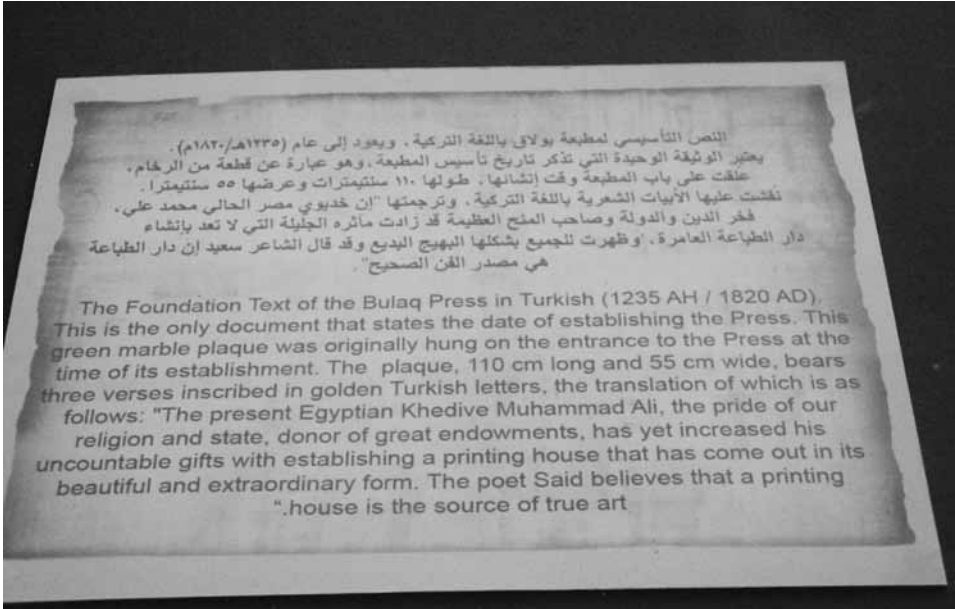 النص التأسيسي لمطبعة بولاق باللغة التركية ، ويعود إلى عام (١٢٣٥هـ/١٨٢٠م).
يعتبر الوثيقة الوحيدة التي تذكر تاريخ تأسيس المطبعة، وهو عبارة عن قطعة من الرخام،
علقت على باب المطبعة وقت إنشائها، طولها ١١٠ سنتيمترات وعرضها ٥٥ سنتيمترا.
نقشت عليها الأبيات الشعرية باللغة التركية ، وترجمتها "إن خديوي مصر الحالي محمد علي،
فخر الدين والدولة وصاحب المنح العظيمة قد زادت مآثره الجليلة التي لا تعد بإنشاء
دار الطباعة العامرة، وظهرت للجميع بشكلها البهيج البديع وقد قال الشاعر سعيد إن دار الطباعة
هي مصدر الفن الصحيح".
The Foundation Text of the Bulaq Press in Turkish (1235 AH / 1820 AD).
This is the only document that states the date of establishing the Press. This
green marble plaque was originally hung on the entrance to the Press at the
time of its establishment. The plaque, 110 cm long and 55 cm wide, bears
three verses inscribed in golden Turkish letters, the translation of which is as
follows: "The present Egyptian Khedive Muhammad Ali, the pride of our
religion and state, donor of great endowments, has yet increased his
uncountable gifts with establishing a printing house that has come out in its
beautiful and extraordinary form. The poet Said believes that a printing
“.house is the source of true art